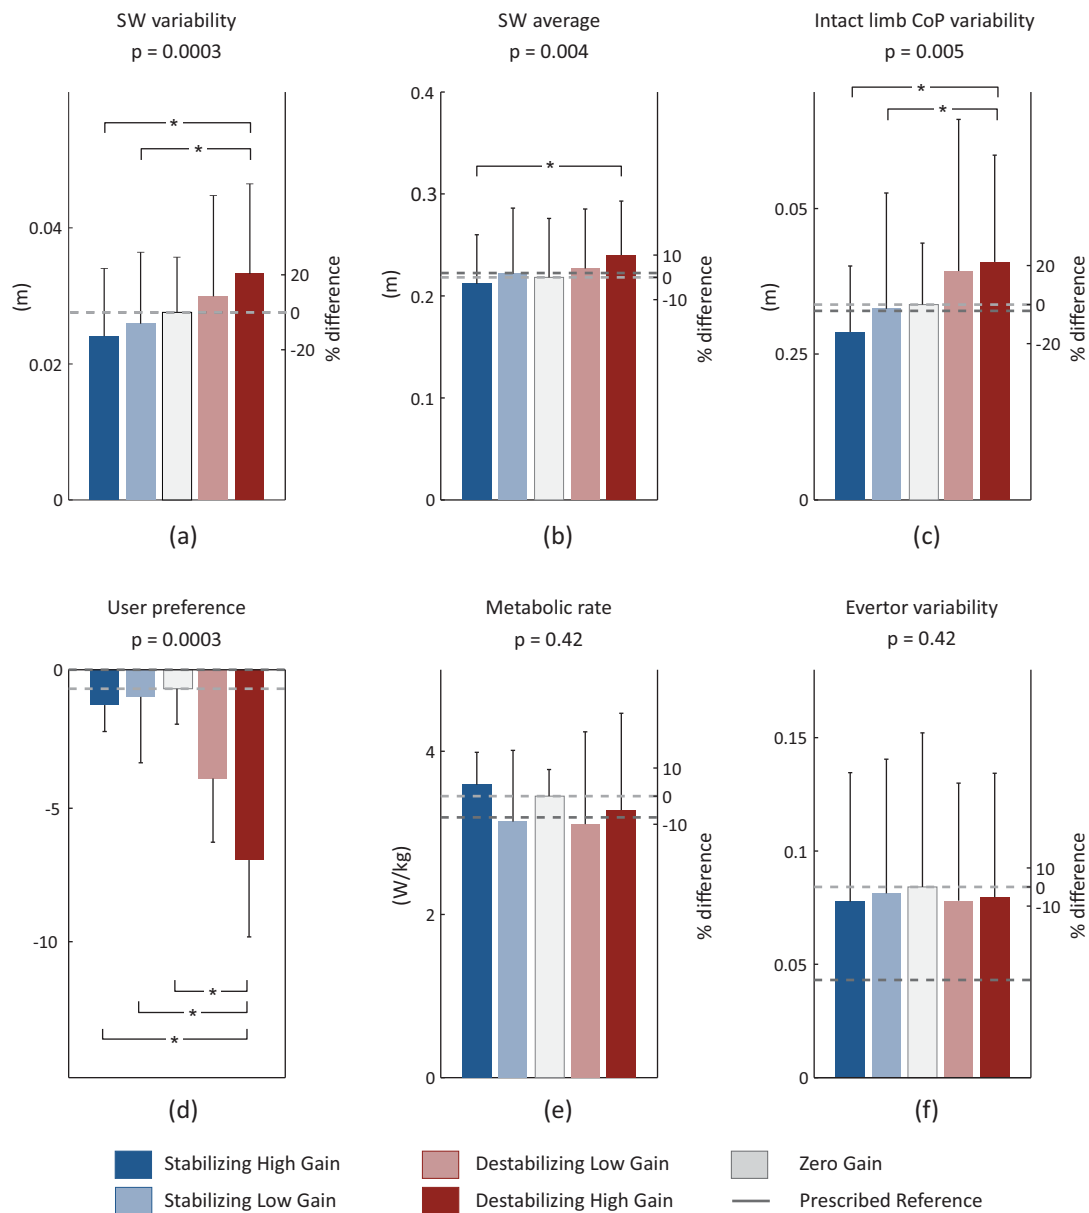 SW variability
p = 0.0003
SW average
p = 0.004
Intact limb CoP variability
p = 0.005
*
*
0.04
0.02
0
(m)
20
0
-20
% difference
(a)
*
0.4
0.3
0.2
0.1
0
(m)
10
0
-10
% difference
(b)
*
*
0.05
0.25
0
(m)
20
0
-20
% difference
(c)
User preference
p = 0.0003
Metabolic rate
p = 0.42
Evertor variability
p = 0.42
0
-5
-10
*
*
*
(d)
4
2
0
(W/kg)
10
0
-10
% difference
(e)
0.15
0.1
0.05
0
10
0
-10
% difference
(f)
Stabilizing High Gain
Destabilizing Low Gain
Zero Gain
Stabilizing Low Gain
Destabilizing High Gain
Prescribed Reference